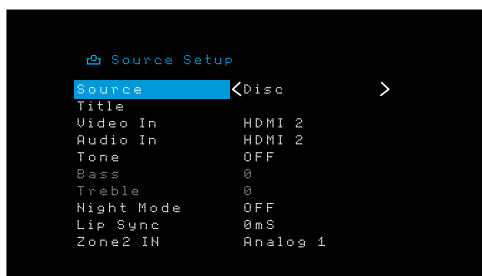 Source Setup
Source <Disc >
Title
Video In HDMI 2
Audio In HDMI 2
Tone OFF
Bass 0
Treble 0
Night Mode OFF
Lip Sync 0mS
Zone2 IN Analog 1